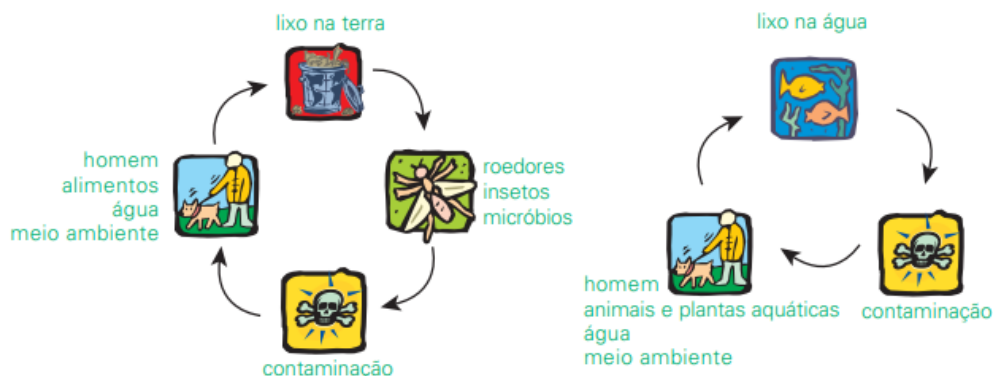 lixo na terra
homem
alimentos
água
meio ambiente
roedores
insetos
micróbios
contaminação
lixo na água
homem
animais e plantas aquáticas
água
meio ambiente
contaminação